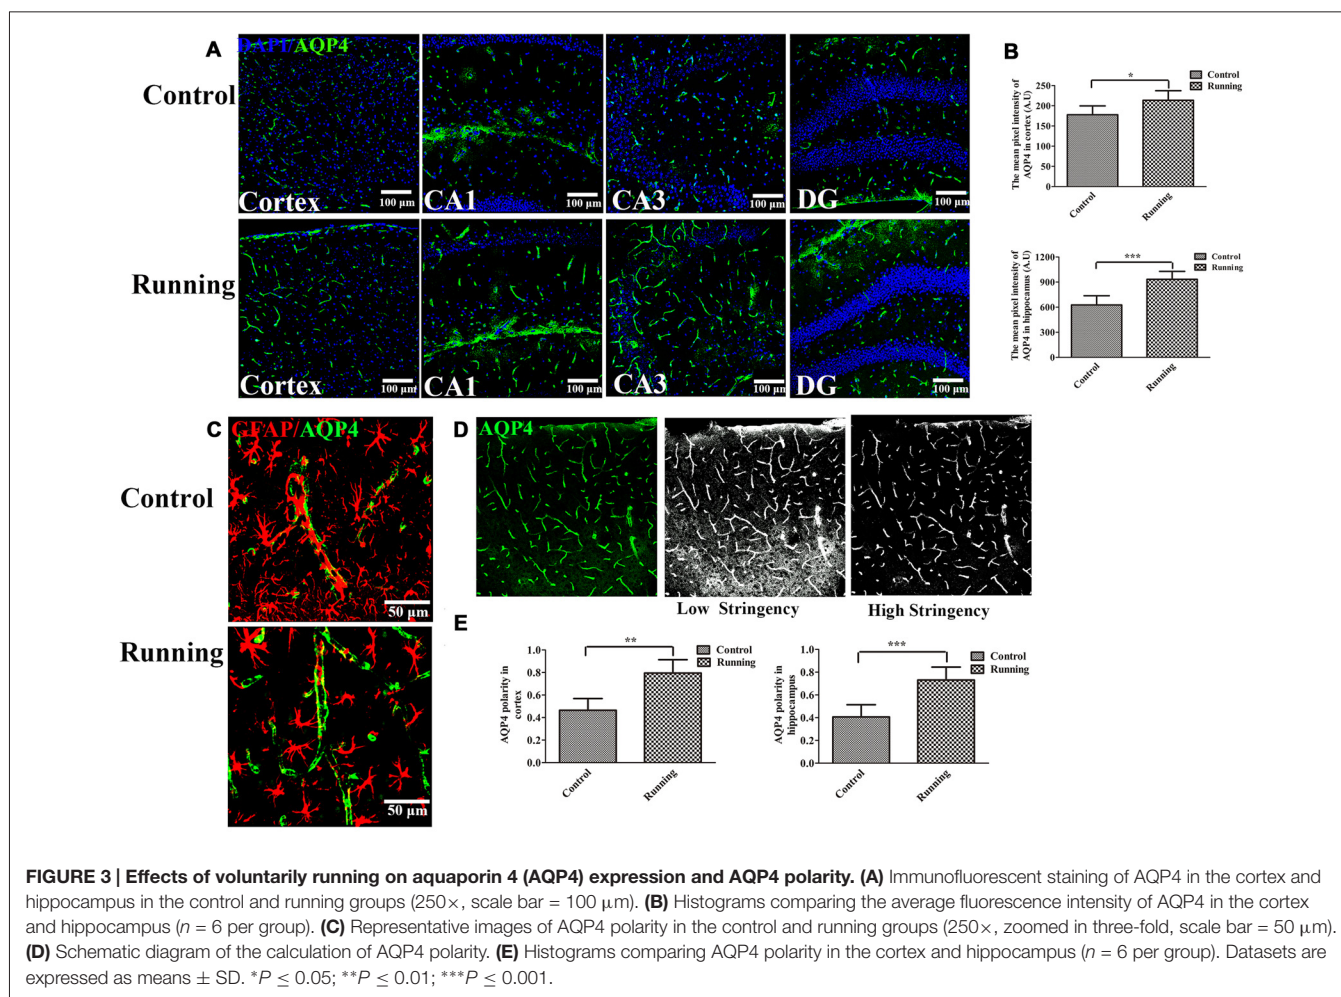 A
DAPI/AQP4
Control
Cortex
100 µm
CA1
100 µm
CA3
100 µm
DG
100 µm
Running
Cortex
100 µm
CA1
100 µm
CA3
100 µm
DG
100 µm
B
The mean pixel intensity of
AQP4 in cortex (A.U)
250
200
150
100
50
0
*
Control
Running
Control
Running
The mean pixel intensity of
AQP4 in hippocampus (A.U)
1200
900
600
300
0
***
Control
Running
Control
Running
C
GFAP/AQP4
Control
50 µm
Running
50 µm
D
AQP4
Low Stringency
High Stringency
E
AQP4 polarity in
cortex
1.0
0.8
0.6
0.4
0.2
0.0
**
Control
Running
Control
Running
AQP4 polarity in
hippocampus
1.0
0.8
0.6
0.4
0.2
0.0
***
Control
Running
Control
Running
FIGURE 3 | Effects of voluntarily running on aquaporin 4 (AQP4) expression and AQP4 polarity. (A) Immunofluorescent staining of AQP4 in the cortex and
hippocampus in the control and running groups (250×, scale bar = 100 µm). (B) Histograms comparing the average fluorescence intensity of AQP4 in the cortex
and hippocampus (n = 6 per group). (C) Representative images of AQP4 polarity in the control and running groups (250×, zoomed in three-fold, scale bar = 50 µm).
(D) Schematic diagram of the calculation of AQP4 polarity. (E) Histograms comparing AQP4 polarity in the cortex and hippocampus (n = 6 per group). Datasets are
expressed as means ± SD. *P ≤ 0.05; **P ≤ 0.01; ***P ≤ 0.001.